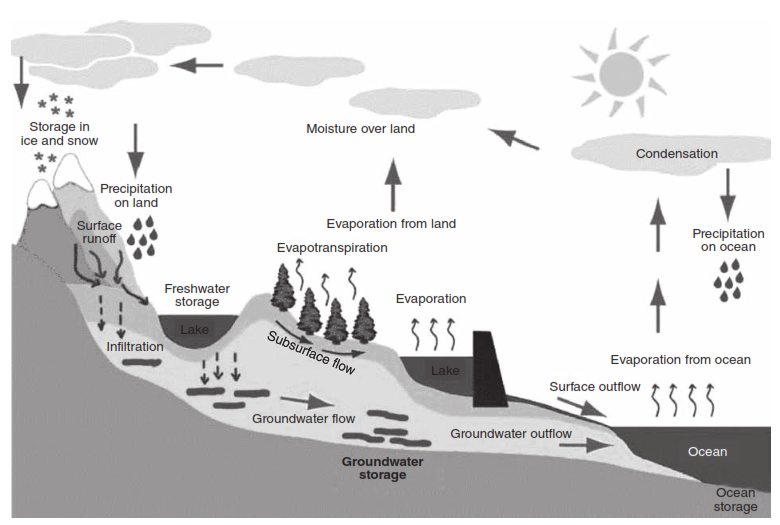 Storage in
ice and snow
Moisture over land
Condensation
Precipitation
on land
Surface
runoff
Evaporation from land
Precipitation
on ocean
Evapotranspiration
Freshwater
storage
Evaporation
Lake
Infiltration
Subsurface flow
Evaporation from ocean
Lake
Surface outflow
Groundwater flow
Groundwater outflow
Ocean
Groundwater
storage
Ocean
storage